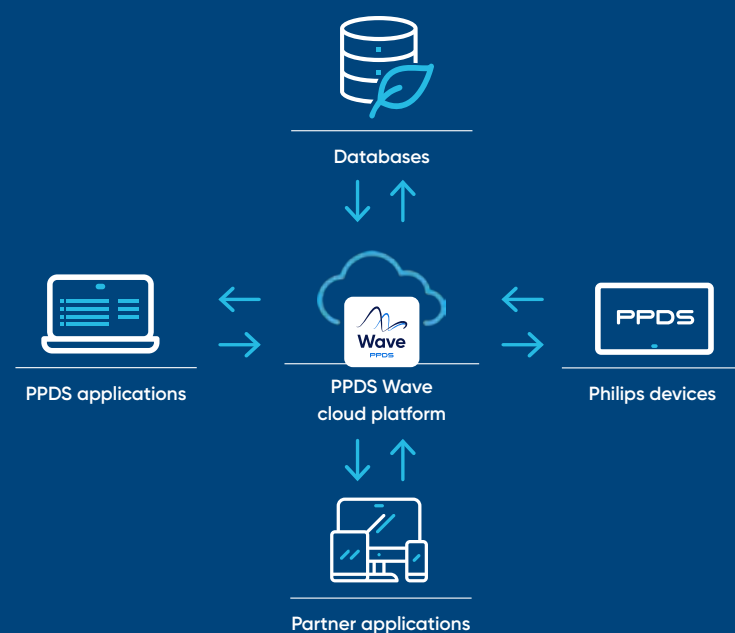 Databases
Wave
PPDS
PPDS
PPDS applications
PPDS Wave
cloud platform
Philips devices
Partner applications